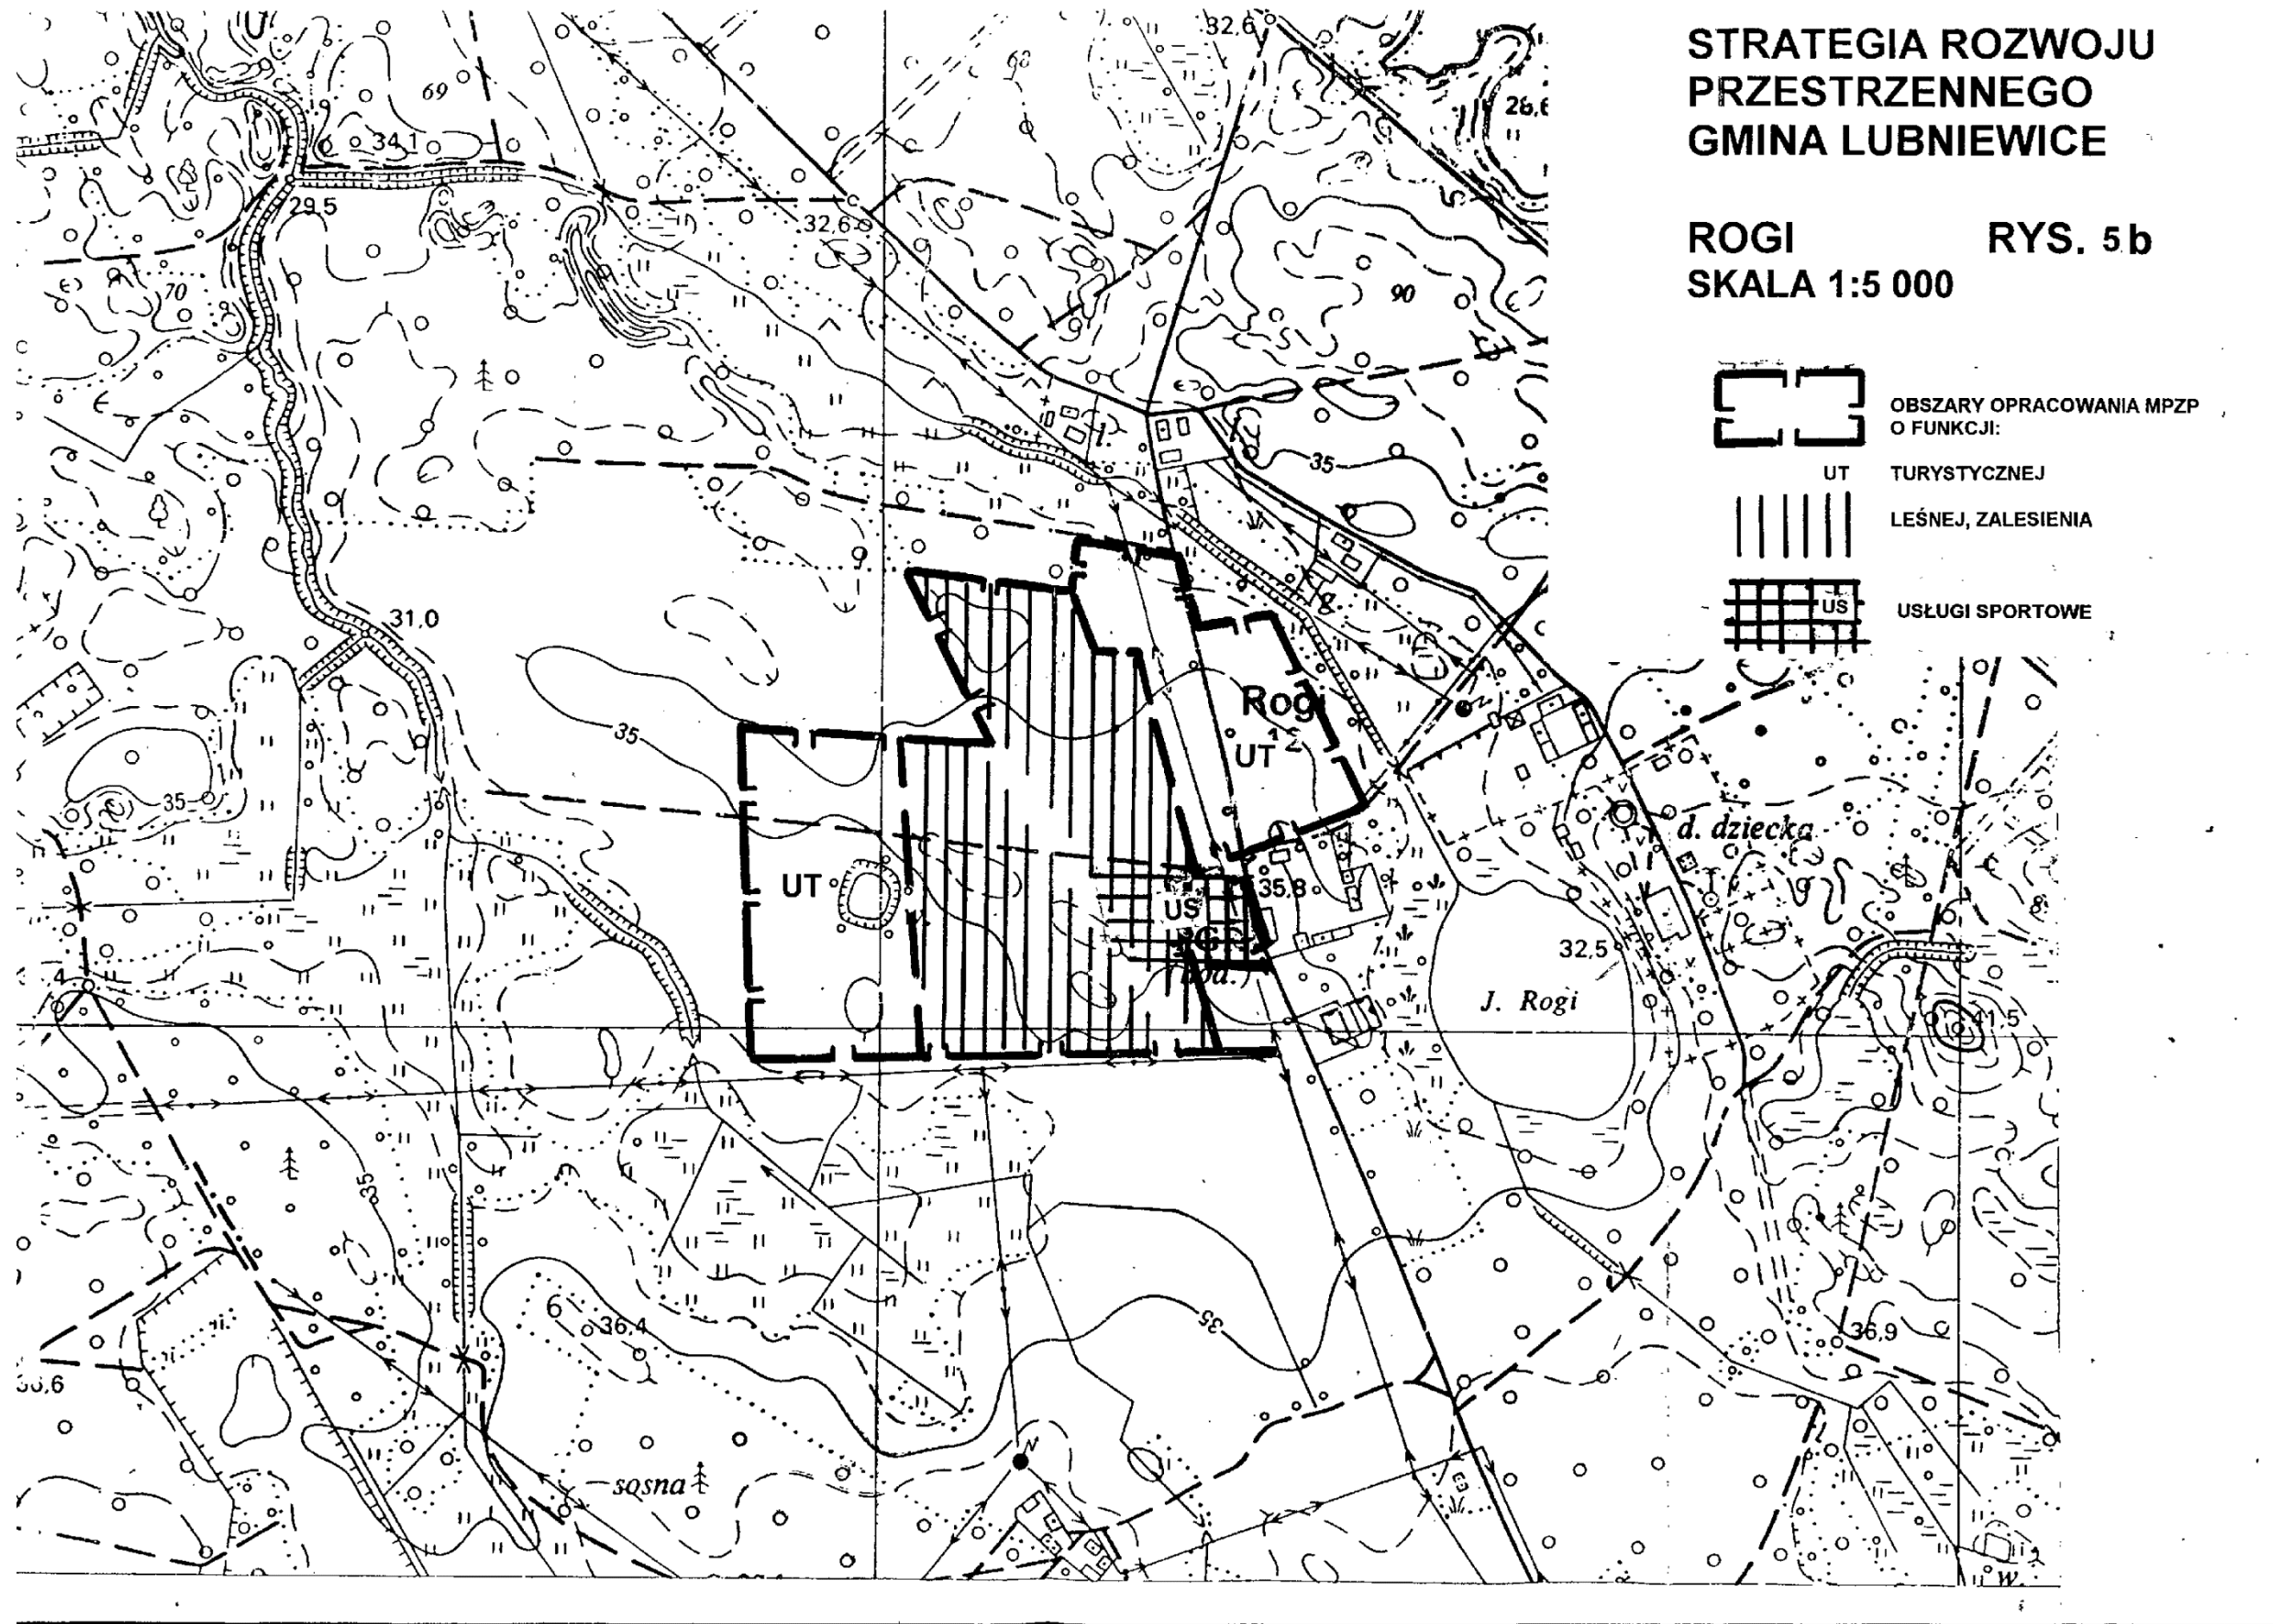 STRATEGIA ROZWOJU
PRZESTRZENNEGO
GMINA LUBNIEWICE
ROGI RYS. 5b
SKALA 1:5 000
OBSZARY OPRACOWANIA MPZP
O FUNKCJI:
UT TURYSTYCZNEJ
LEŚNEJ, ZALESIENIA
US USŁUGI SPORTOWE
32,6
68
69
34,1
29,5
32,6
70
90
35
31,0
35
Rogi
UT
35
d. dziecka
UT
35,8
US
32,5
J. Rogi
41,5
35
6
36,4
35
36,9
sosna
N
w.